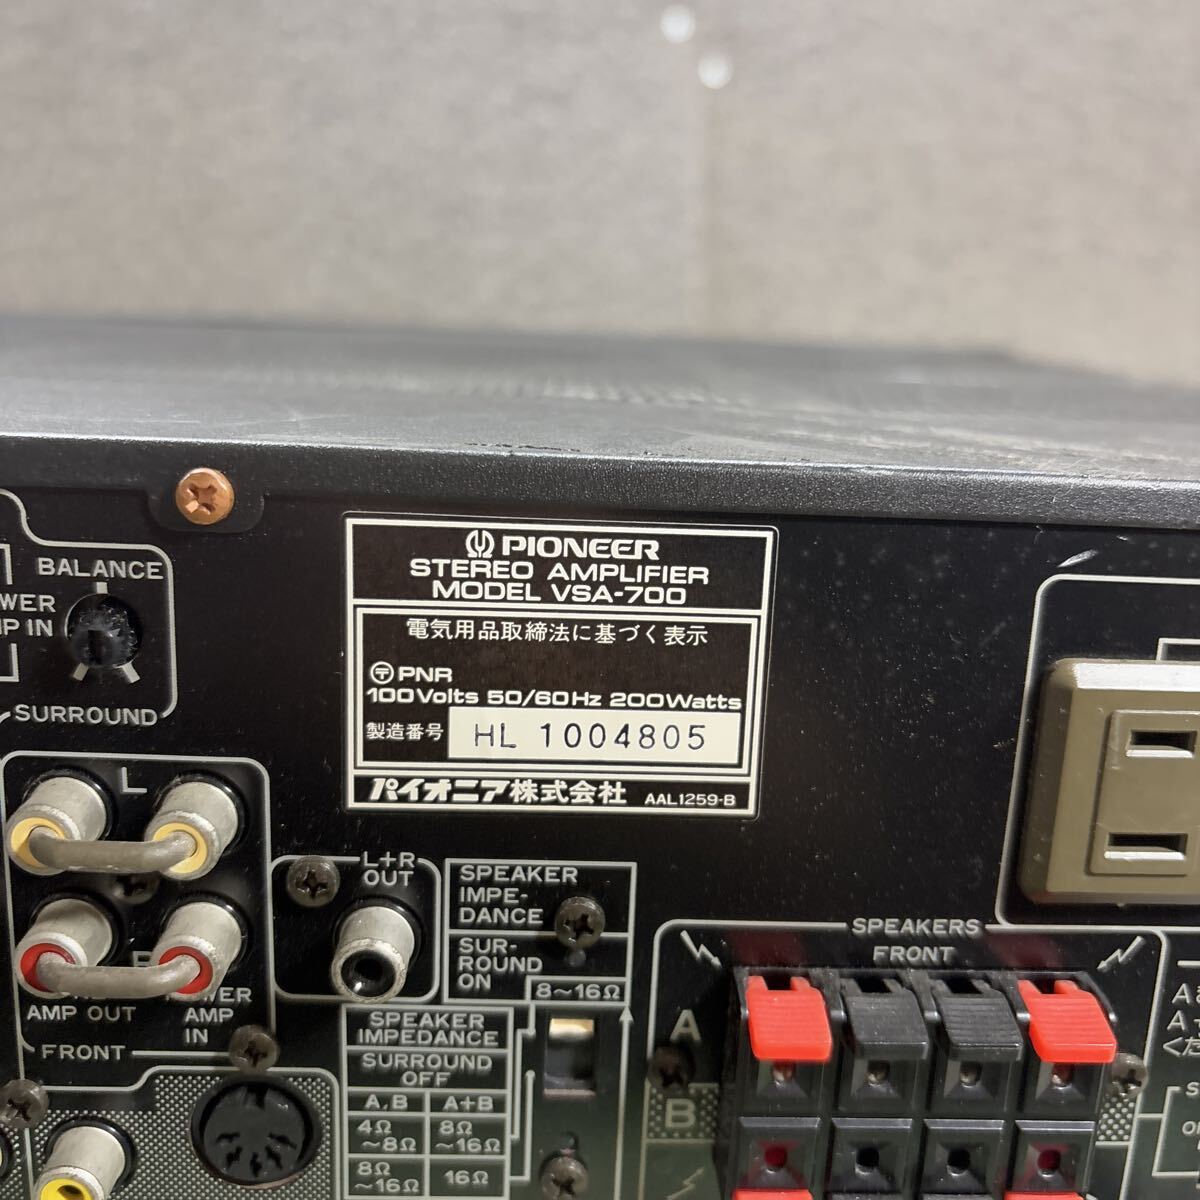 PIONEER
STEREO AMPLIFIER
MODEL VSA-700
電気用品取締法に基づく表示
〒 PNR
100Volts 50/60Hz 200Watts
製造番号 HL 1004805
パイオニア株式会社 AAL1259-B
BALANCE
IN
SURROUND
L
R
AMP OUT
POWER
AMP
IN
FRONT
L+R
OUT
SPEAKER
IMPE-
DANCE
SUR-
ROUND
ON
8~16Ω
SPEAKER
IMPEDANCE
SURROUND
OFF
A,B A+B
4Ω
~8Ω
8Ω
~16Ω
8Ω
~16Ω
16Ω
SPEAKERS
FRONT
A
B